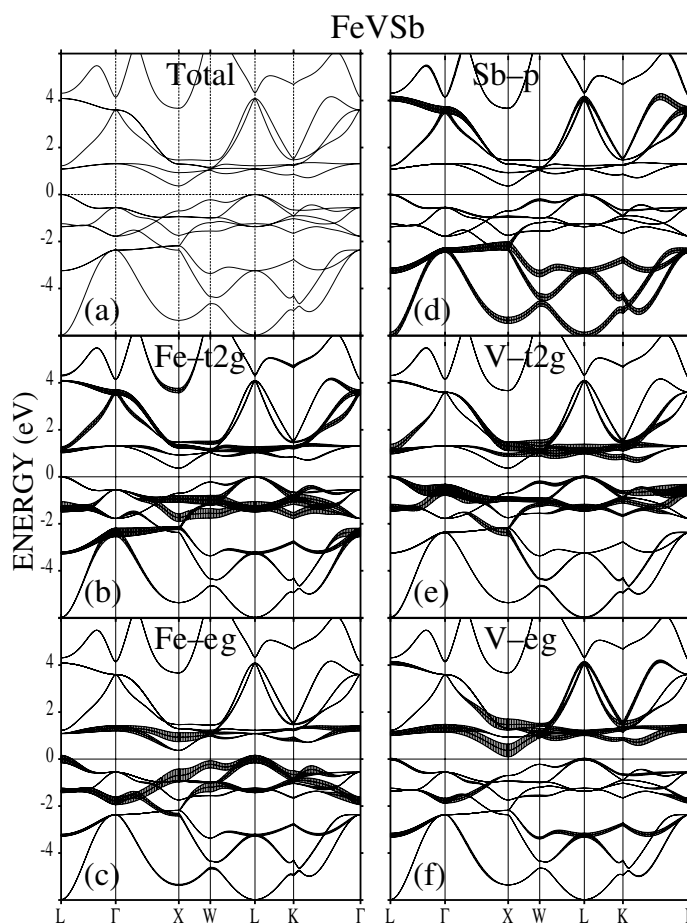 FeVSb
Total
Sb–p
4
2
0
-2
-4
(a)
(d)
Fe–t2g
V–t2g
4
2
0
-2
-4
ENERGY (eV)
(b)
(e)
Fe–eg
V–eg
4
2
0
-2
-4
(c)
(f)
L Γ X W L K Γ L Γ X W L K